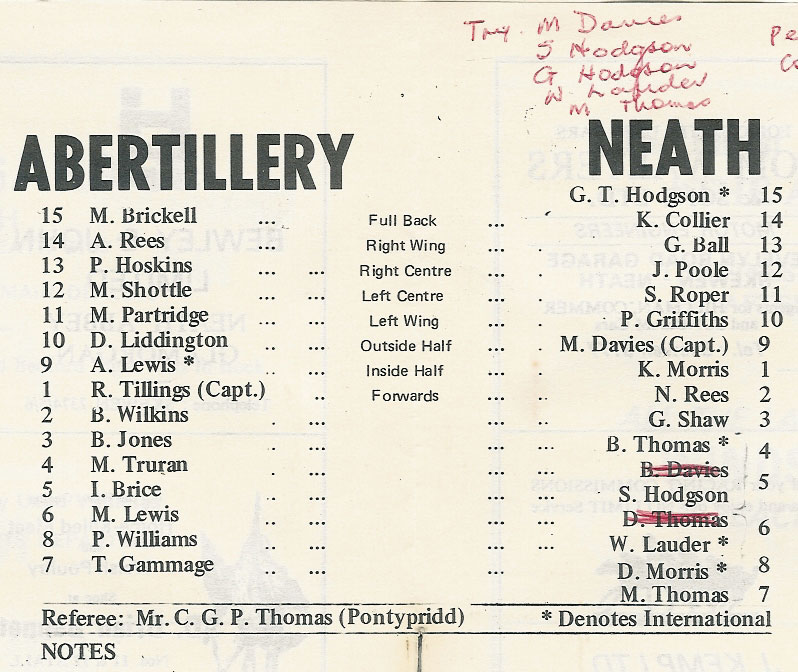 Try. M Davies
S Hodgson
G Hodgson
W. Lauder
M Thomas
Pe
Co
ABERTILLERY
NEATH
G. T. Hodgson * 15
15 M. Brickell ... Full Back ... K. Collier 14
14 A. Rees Right Wing ... . G. Ball 13
13 P. Hoskins ... ... Right Centre ... . J. Poole 12
12 M. Shottle ... ... Left Centre ... . S. Roper 11
11 M. Partridge ... Left Wing ... . P. Griffiths 10
10 D. Liddington ... Outside Half ... M. Davies (Capt.) 9
9 A. Lewis * ... Inside Half ... ... K. Morris 1
1 R. Tillings (Capt.) .. Forwards ... ... N. Rees 2
2 B. Wilkins ... ... ... ... G. Shaw 3
3 B. Jones ... ... ... ... B. Thomas * 4
4 M. Truran ... ... ... ... B. Davies
5 I. Brice ... ... ... ... S. Hodgson 5
6 M. Lewis ... ... ... ... D. Thomas 6
8 P. Williams ... ... ... ... W. Lauder *
7 T. Gammage ... ... ... ... D. Morris * 8
M. Thomas 7
Referee: Mr. C. G. P. Thomas (Pontypridd) * Denotes International
NOTES